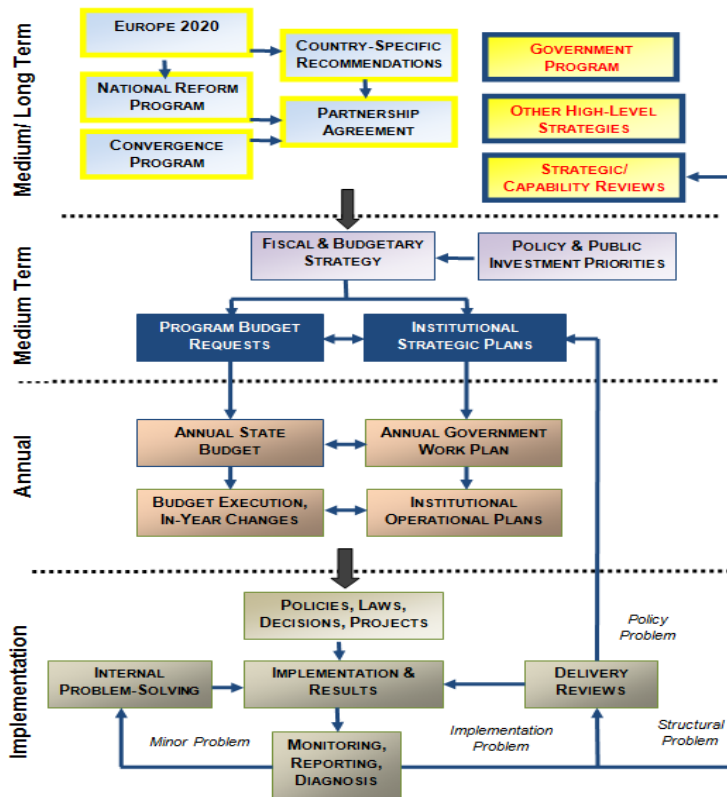 Medium/ Long Term
EUROPE 2020
COUNTRY-SPECIFIC
RECOMMENDATIONS
GOVERNMENT
PROGRAM
NATIONAL REFORM
PROGRAM
PARTNERSHIP
AGREEMENT
OTHER HIGH-LEVEL
STRATEGIES
CONVERGENCE
PROGRAM
STRATEGIC/
CAPABILITY REVIEWS
Medium Term
FISCAL & BUDGETARY
STRATEGY
POLICY & PUBLIC
INVESTMENT PRIORITIES
PROGRAM BUDGET
REQUESTS
INSTITUTIONAL
STRATEGIC PLANS
Annual
ANNUAL STATE
BUDGET
ANNUAL GOVERNMENT
WORK PLAN
BUDGET EXECUTION,
IN-YEAR CHANGES
INSTITUTIONAL
OPERATIONAL PLANS
Implementation
POLICIES, LAWS,
DECISIONS, PROJECTS
Policy
Problem
INTERNAL
PROBLEM-SOLVING
IMPLEMENTATION &
RESULTS
DELIVERY
REVIEWS
Minor Problem
MONITORING,
REPORTING,
DIAGNOSIS
Implementation
Problem
Structural
Problem